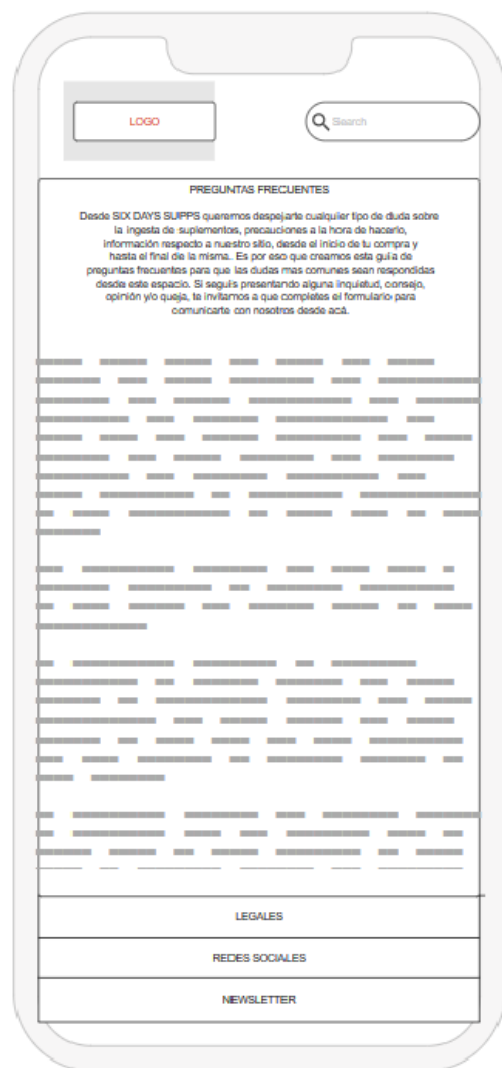 LOGO
Search
PREGUNTAS FRECUENTES
Desde SIX DAYS SUPPS queremos despejarte cualquier tipo de duda sobre
la ingesta de suplementos, precauciones a la hora de hacerlo,
información respecto a nuestro sitio, desde el inicio de tu compra y
hasta el final de la misma. Es por eso que creamos esta guía de
preguntas frecuentes para que las dudas mas comunes sean respondidas
desde este espacio. Si seguís presentando alguna inquietud, consejo,
opinión y/o queja, te invitamos a que completes el formulario para
comunicarte con nosotros desde acá.
LEGALES
REDES SOCIALES
NEWSLETTER